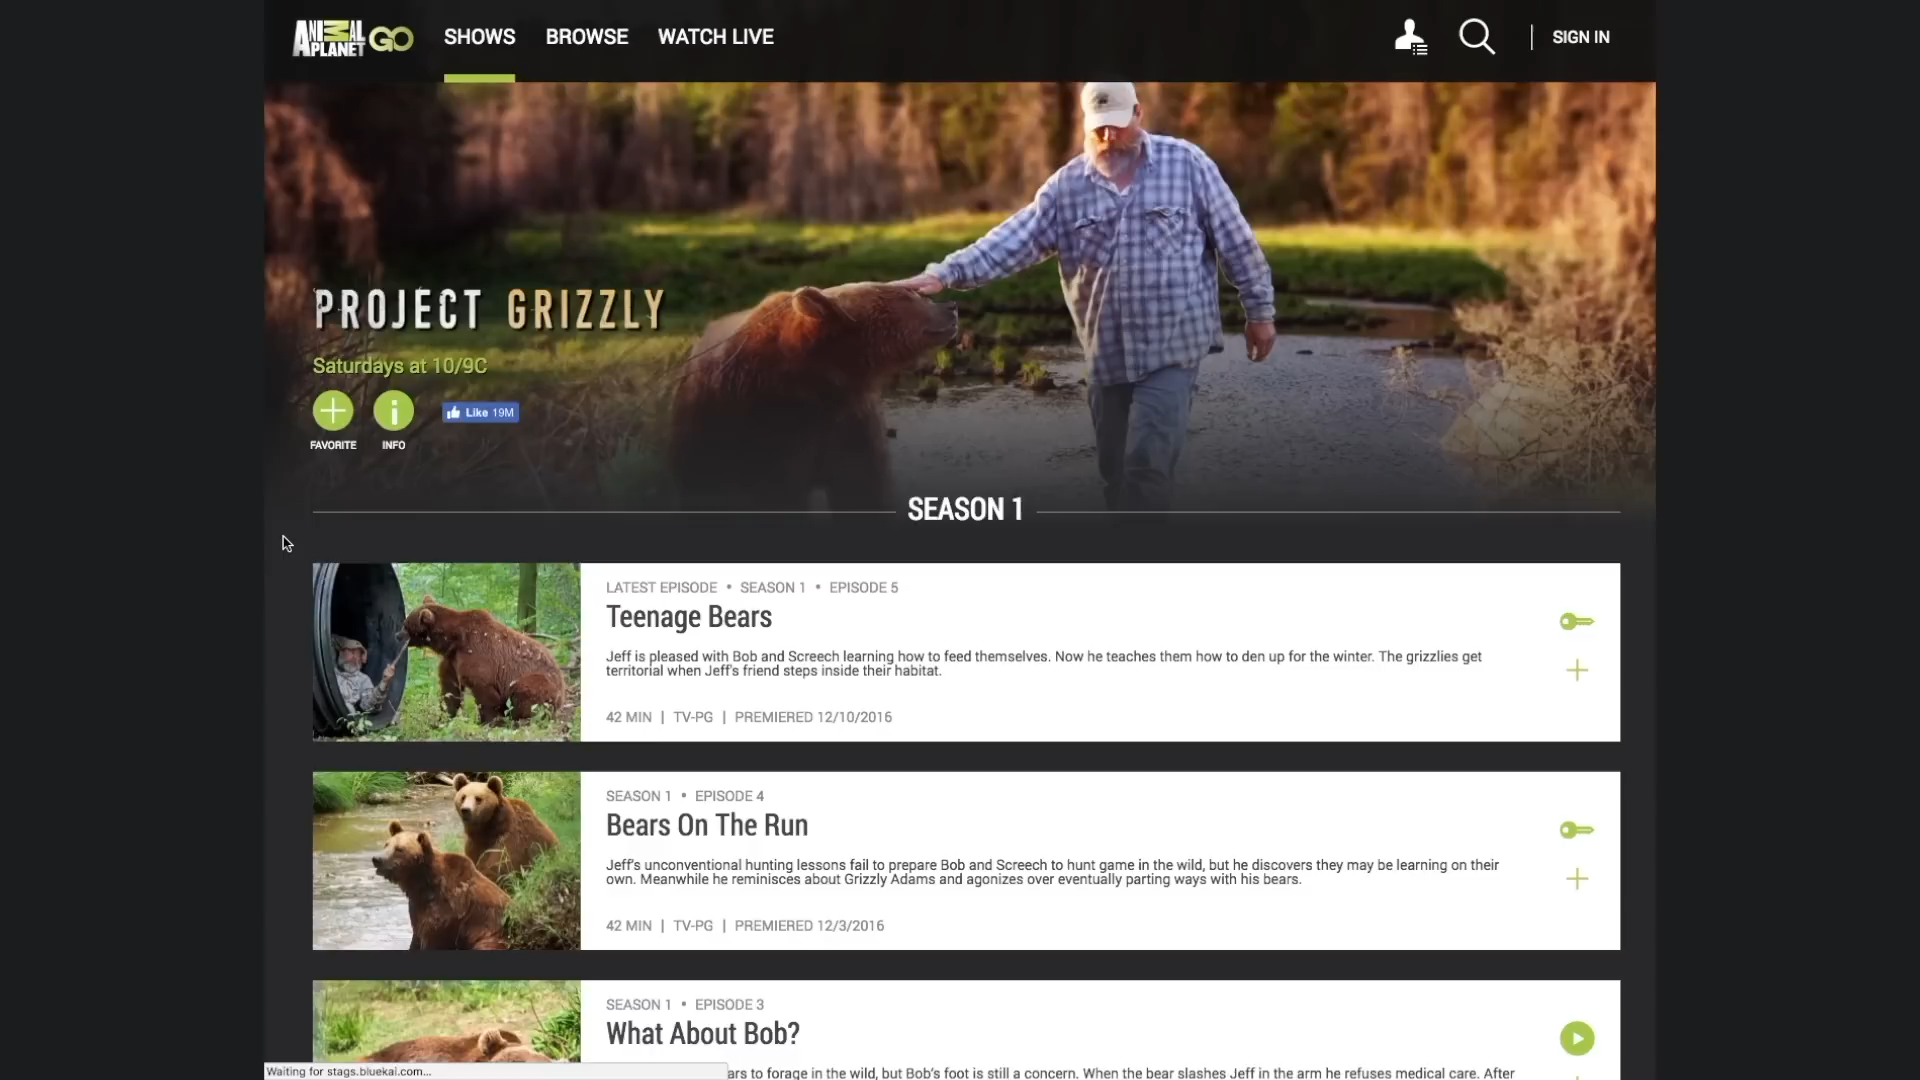 ANIMAL PLANET GO
SHOWS
BROWSE
WATCH LIVE
SIGN IN
PROJECT GRIZZLY
Saturdays at 10/9C
FAVORITE
INFO
Like 19M
SEASON 1
LATEST EPISODE • SEASON 1 • EPISODE 5
Teenage Bears
Jeff is pleased with Bob and Screech learning how to feed themselves. Now he teaches them how to den up for the winter. The grizzlies get
territorial when Jeff's friend steps inside their habitat.
42 MIN | TV-PG | PREMIERED 12/10/2016
SEASON 1 • EPISODE 4
Bears On The Run
Jeff's unconventional hunting lessons fail to prepare Bob and Screech to hunt game in the wild, but he discovers they may be learning on their
own. Meanwhile he reminisces about Grizzly Adams and agonizes over eventually parting ways with his bears.
42 MIN | TV-PG | PREMIERED 12/3/2016
SEASON 1 • EPISODE 3
What About Bob?
to forage in the wild, but Bob's foot is still a concern. When the bear slashes Jeff in the arm he refuses medical care. After
Waiting for stags.bluekai.com...